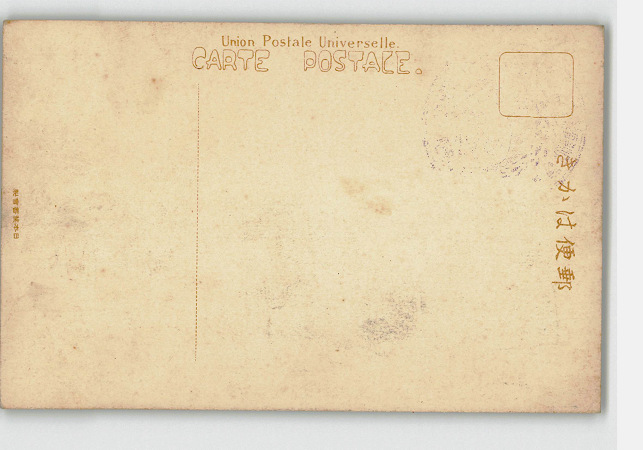 Union Postale Universelle.
CARTE POSTALE.
郵便はかき